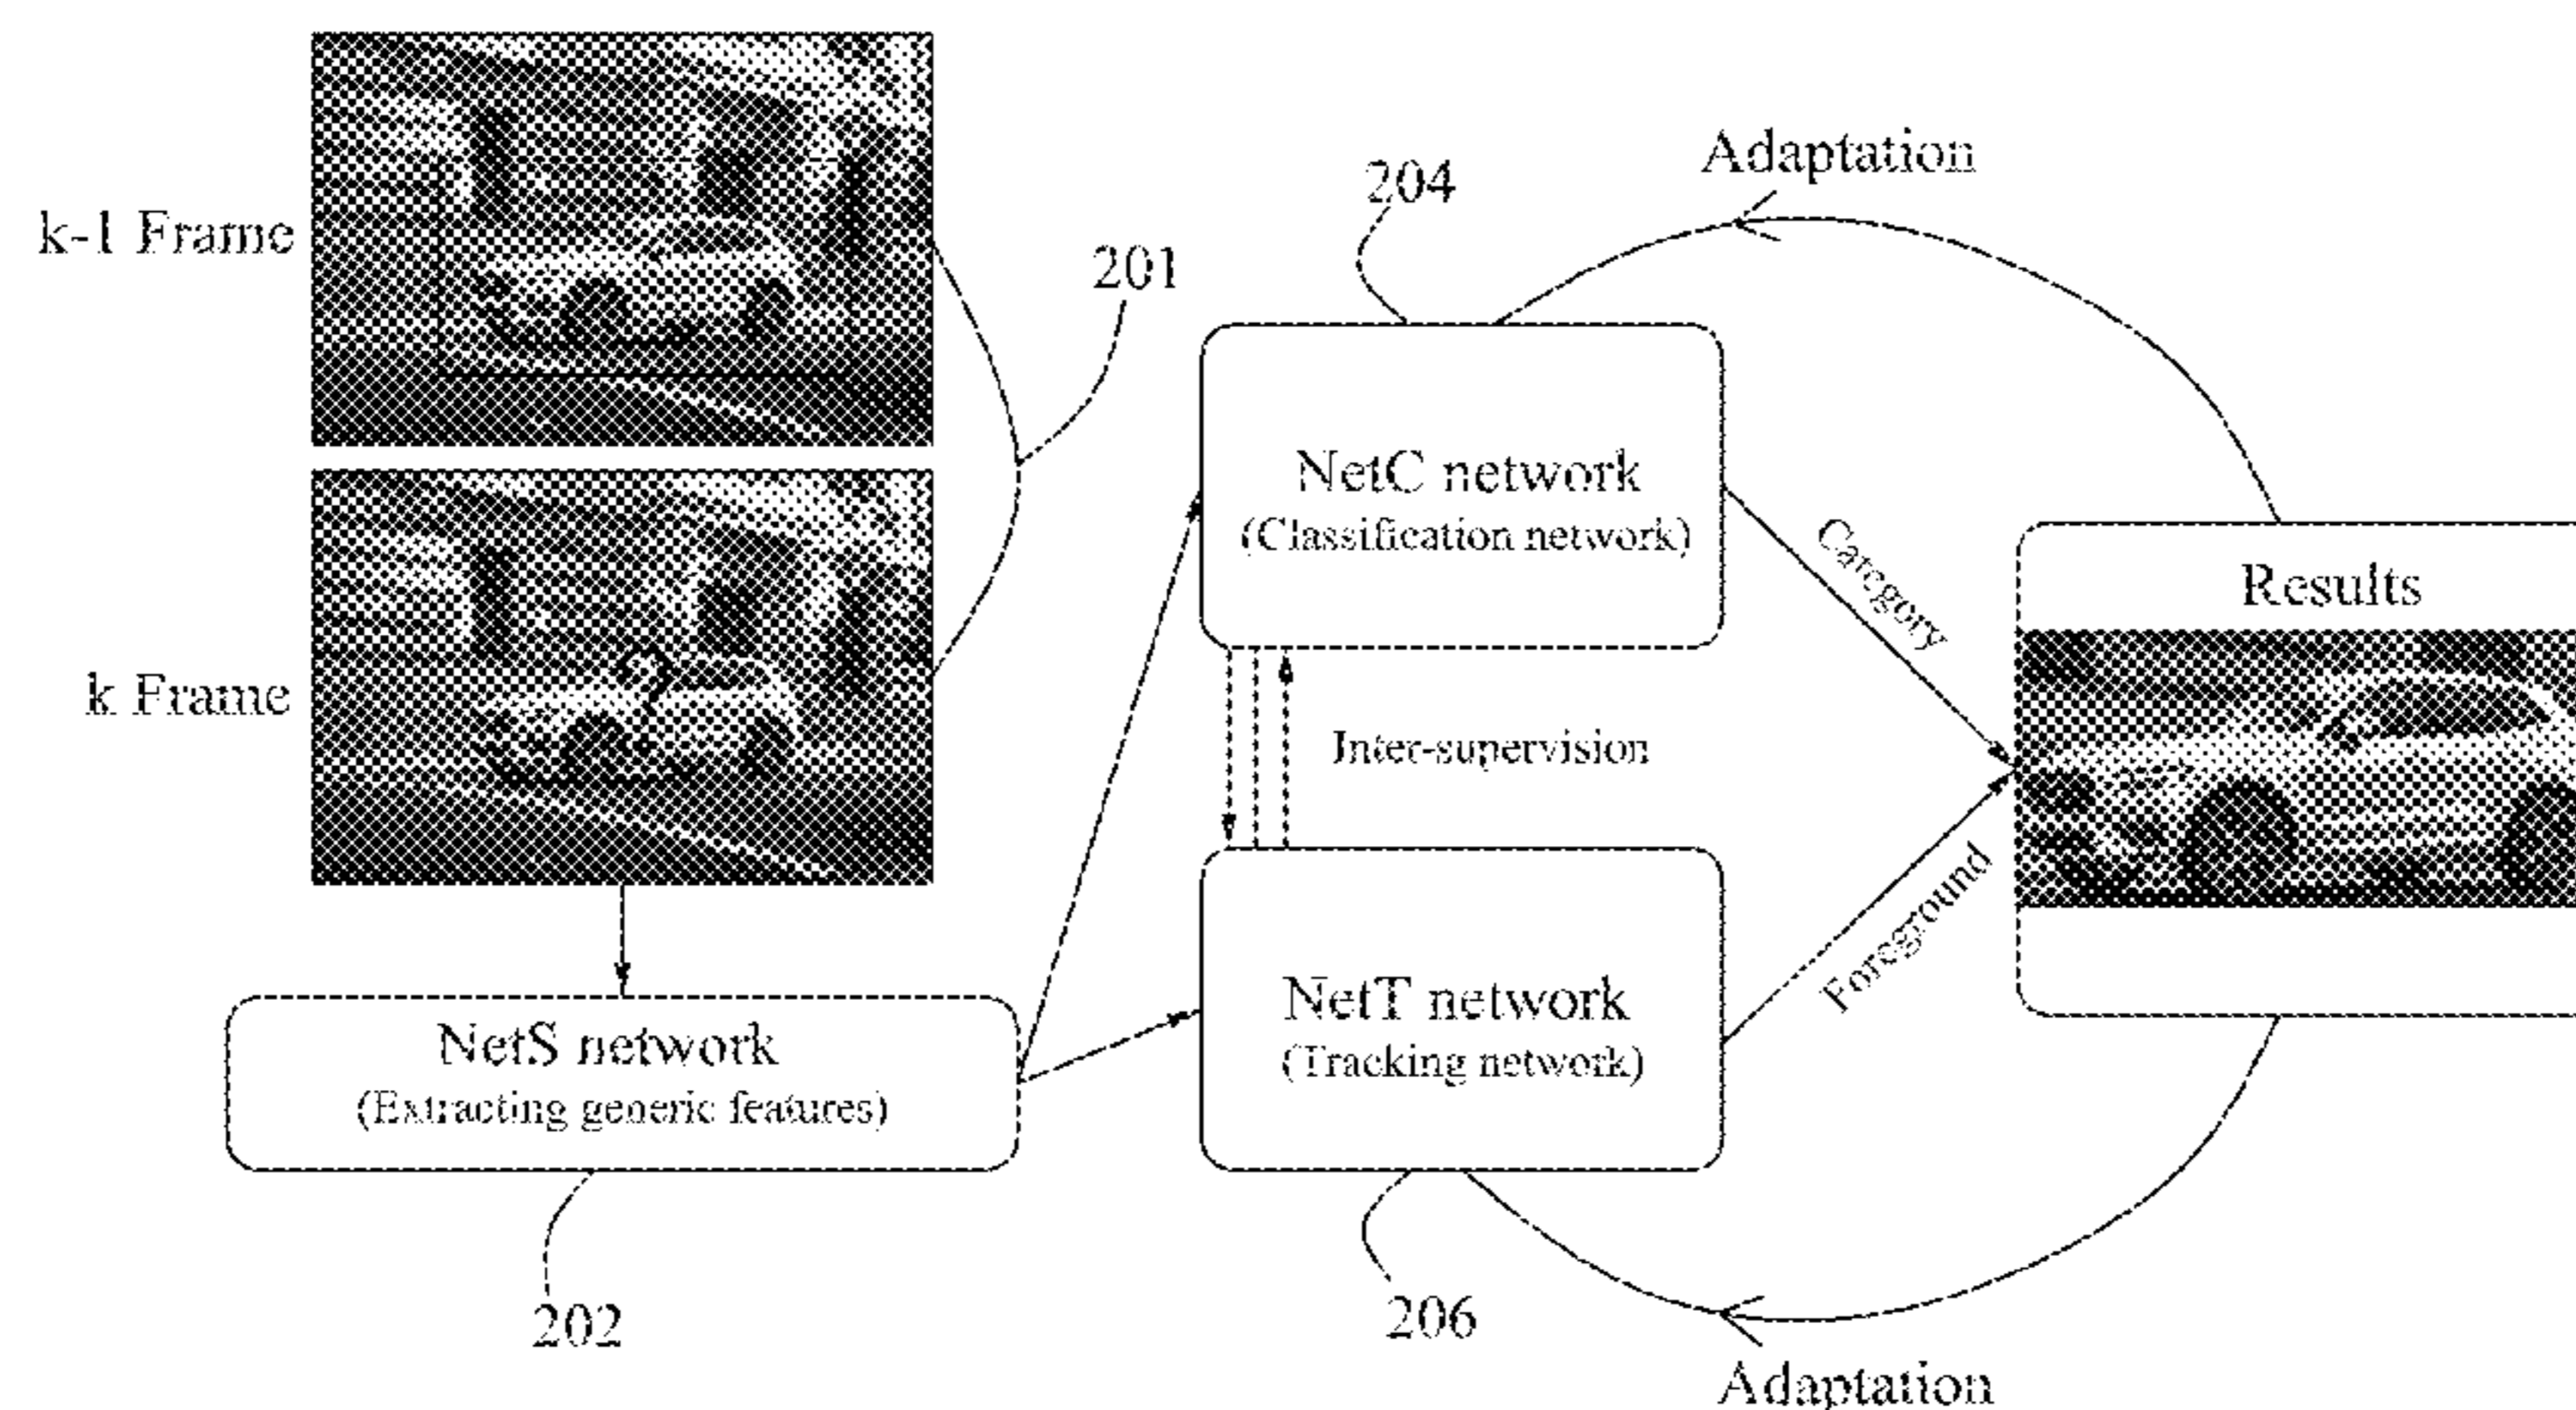 Adaptation
204
k-1 Frame
201
NetC network
(Classification network)
Category
Results
k Frame
Inter-supervision
Foreground
NetT network
(Tracking network)
NetS network
(Extracting generic features)
202
206
Adaptation